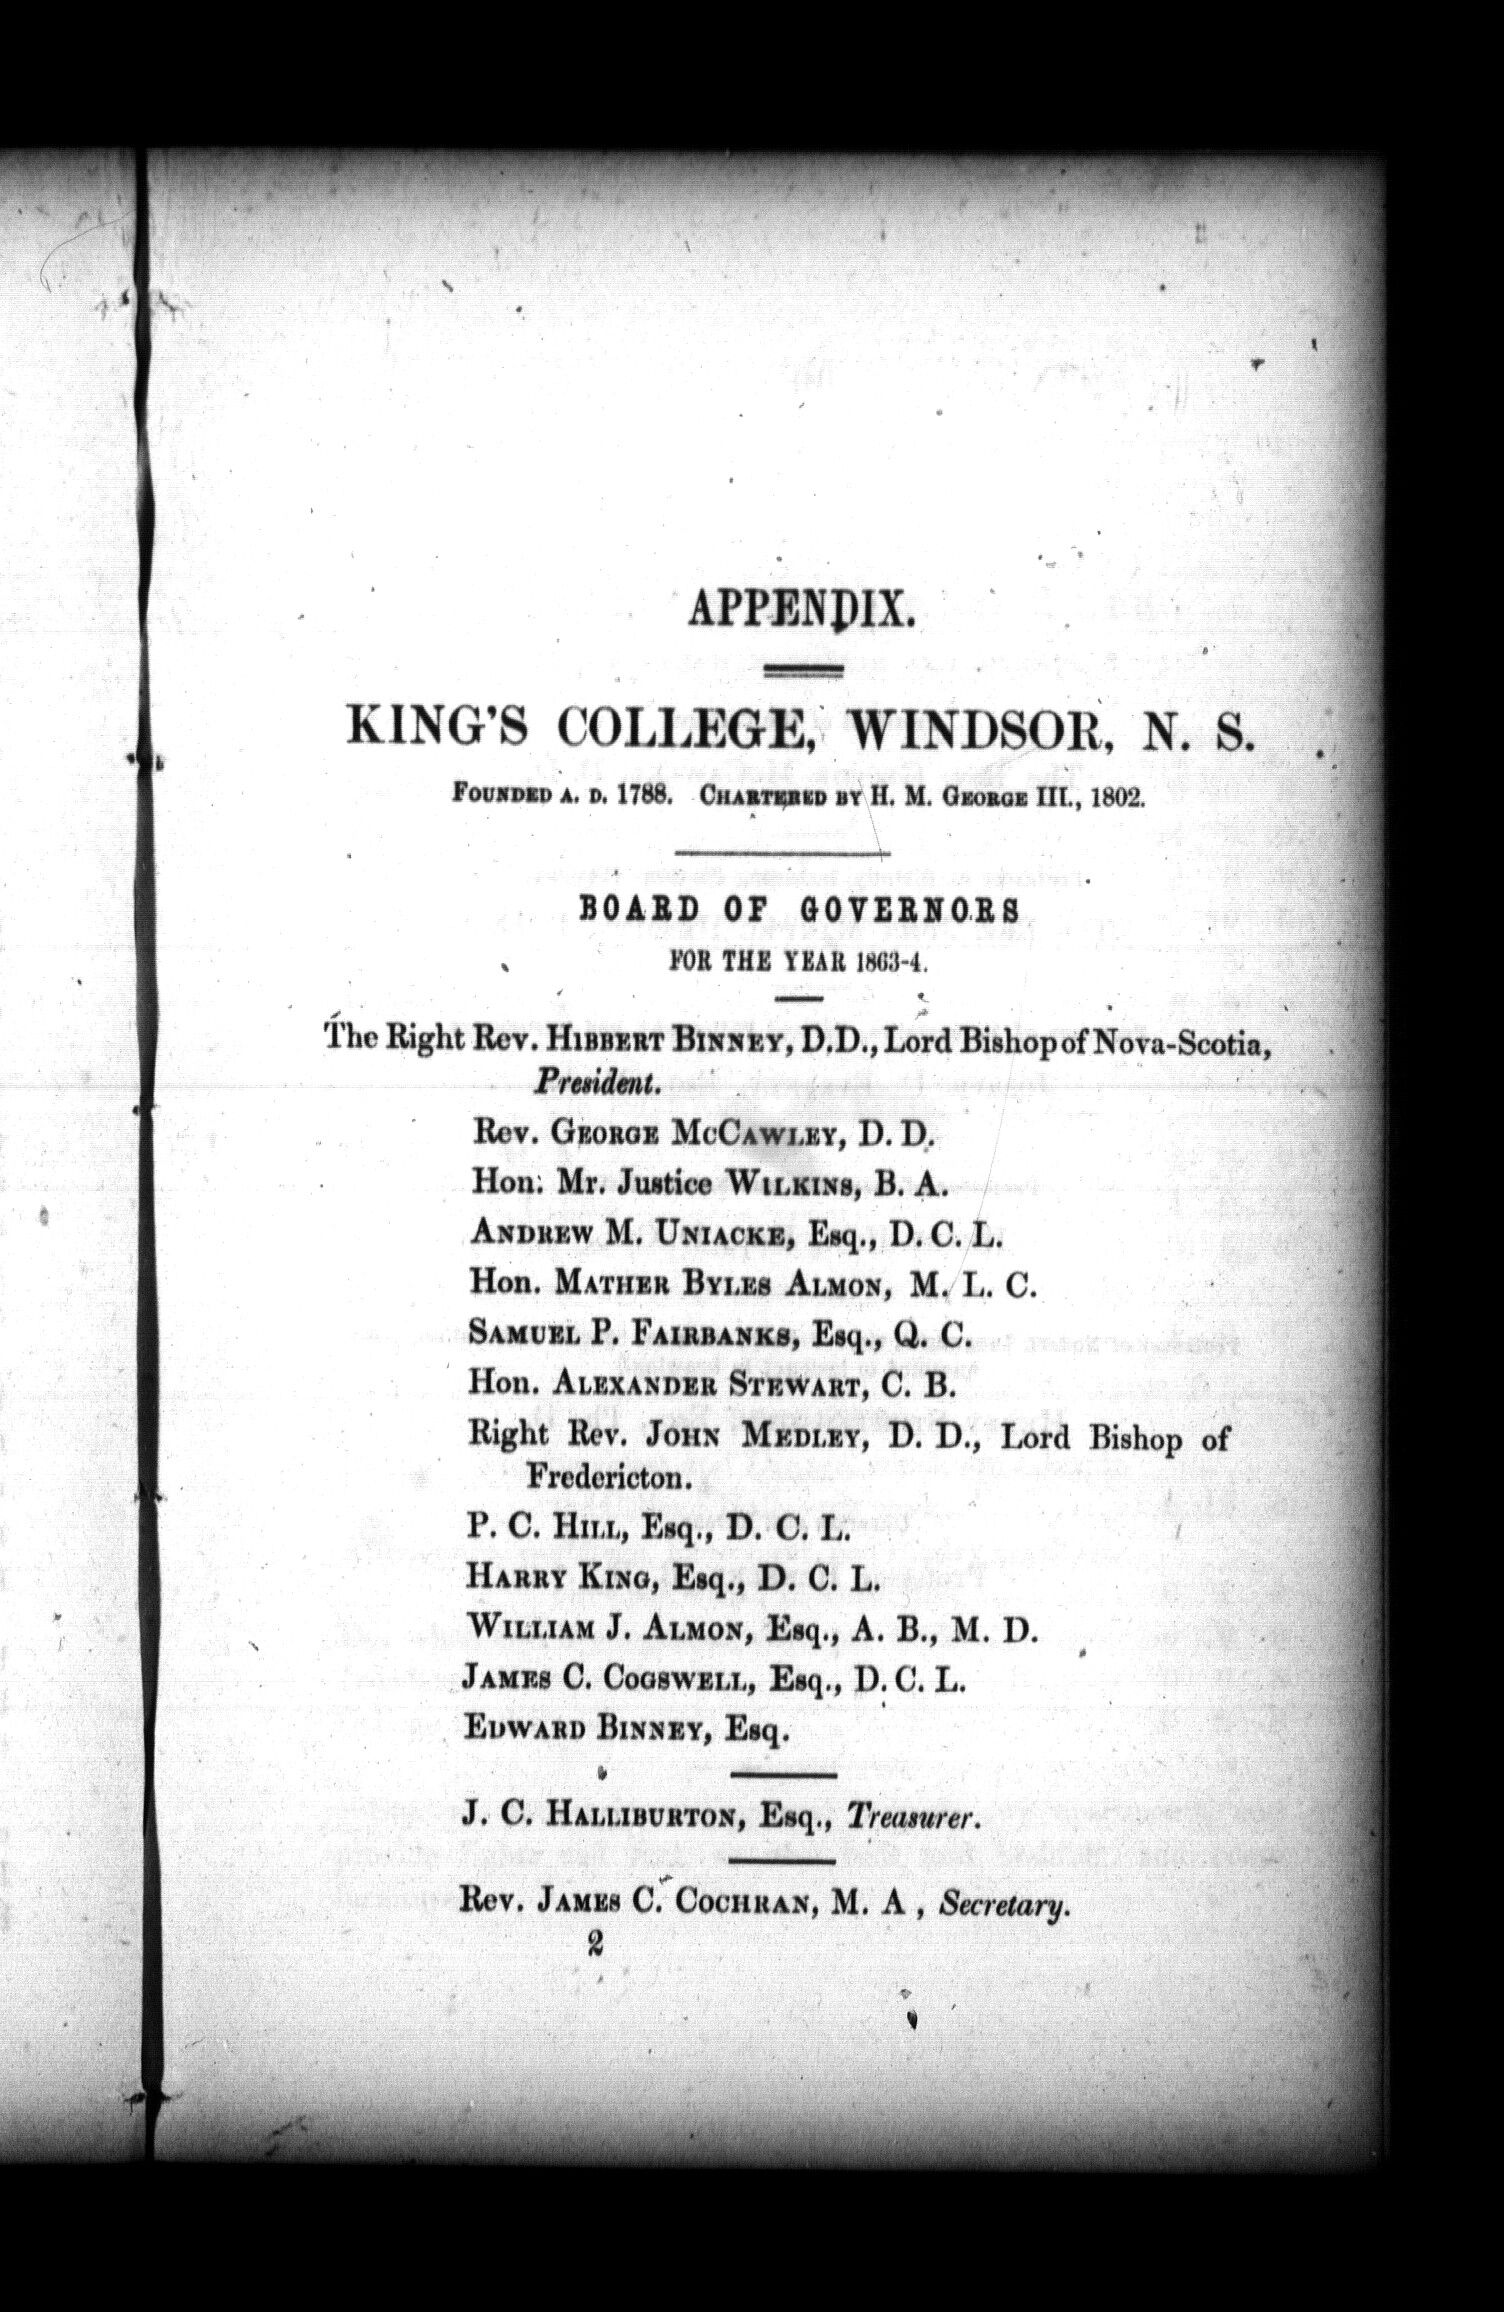 APPENDIX.
KING'S COLLEGE, WINDSOR, N. S.
FOUNDED A. D. 1788. CHARTERED BY H. M. GEORGE III., 1802.
BOARD OF GOVERNORS
FOR THE YEAR 1863-4.
The Right Rev. HIBBERT BINNEY, D.D., Lord Bishop of Nova-Scotia,
President.
Rev. GEORGE MCCAWLEY, D. D.
Hon. Mr. Justice WILKINS, B. A.
ANDREW M. UNIACKE, Esq., D. C. L.
Hon. MATHER BYLES ALMON, M. L. C.
SAMUEL P. FAIRBANKS, Esq., Q. C.
Hon. ALEXANDER STEWART, C. B.
Right Rev. JOHN MEDLEY, D. D., Lord Bishop of
Fredericton.
P. C. HILL, Esq., D. C. L.
HARRY KING, Esq., D. C. L.
WILLIAM J. ALMON, Esq., A. B., M. D.
JAMES C. COGSWELL, Esq., D. C. L.
EDWARD BINNEY, Esq.
J. C. HALLIBURTON, Esq., Treasurer.
Rev. JAMES C. COCHRAN, M. A , Secretary.
2